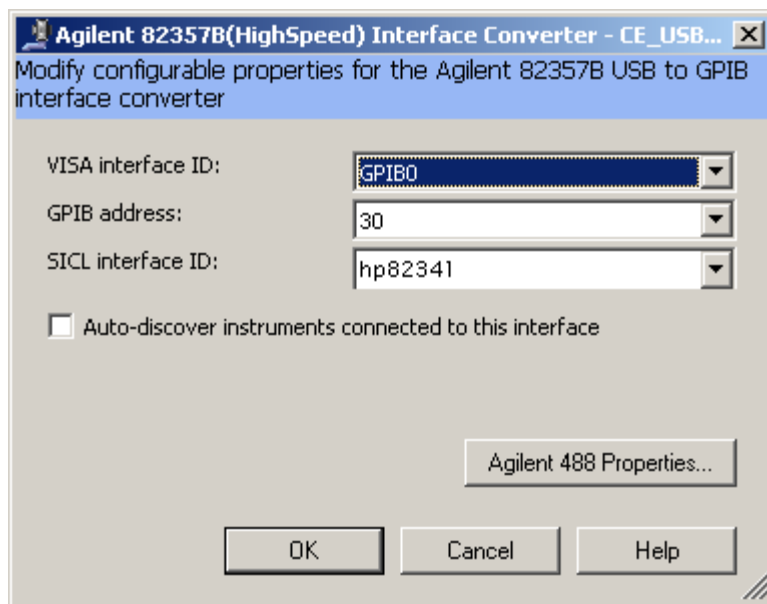 Agilent 82357B(HighSpeed) Interface Converter - CE_USB...
Modify configurable properties for the Agilent 82357B USB to GPIB
interface converter
VISA interface ID:
GPIB0
GPIB address:
30
SICL interface ID:
hp82341
Auto-discover instruments connected to this interface
Agilent 488 Properties...
OK
Cancel
Help